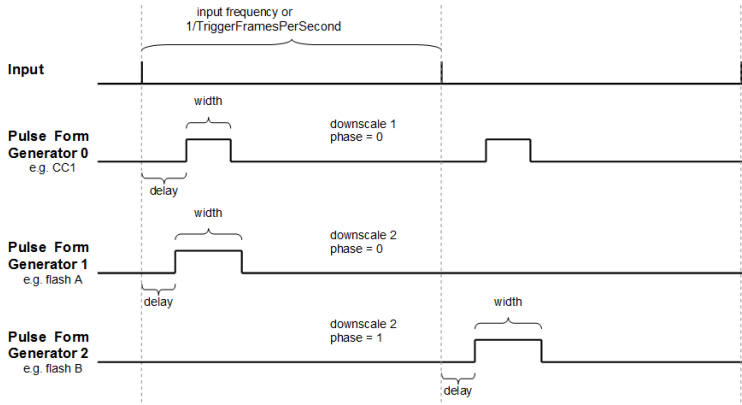 input frequency or
1/TriggerFramesPerSecond
Input
width
downscale 1
phase = 0
Pulse Form
Generator 0
e.g. CC1
delay
width
downscale 2
phase = 0
Pulse Form
Generator 1
e.g. flash A
delay
width
downscale 2
phase = 1
Pulse Form
Generator 2
e.g. flash B
delay